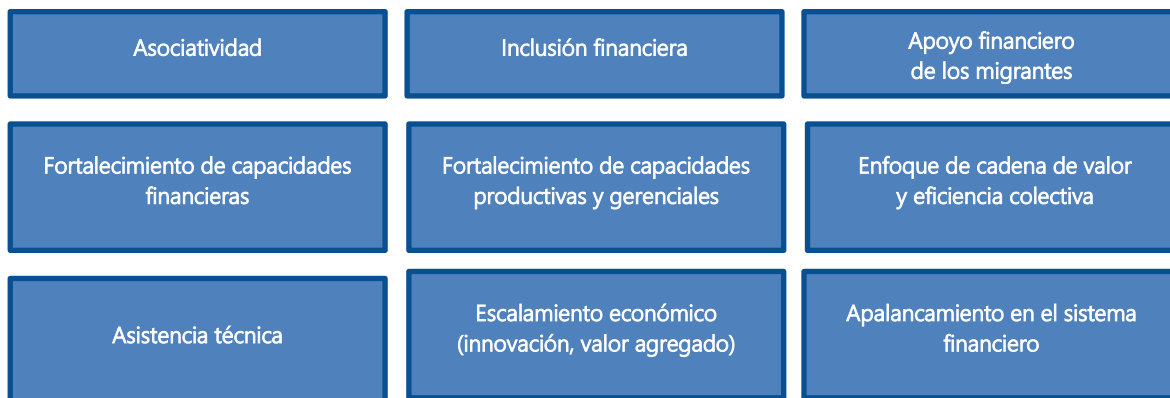 Asociatividad
Inclusión financiera
Apoyo financiero
de los migrantes
Fortalecimiento de capacidades
financieras
Fortalecimiento de capacidades
productivas y gerenciales
Enfoque de cadena de valor
y eficiencia colectiva
Asistencia técnica
Escalamiento económico
(innovación, valor agregado)
Apalancamiento en el sistema
financiero